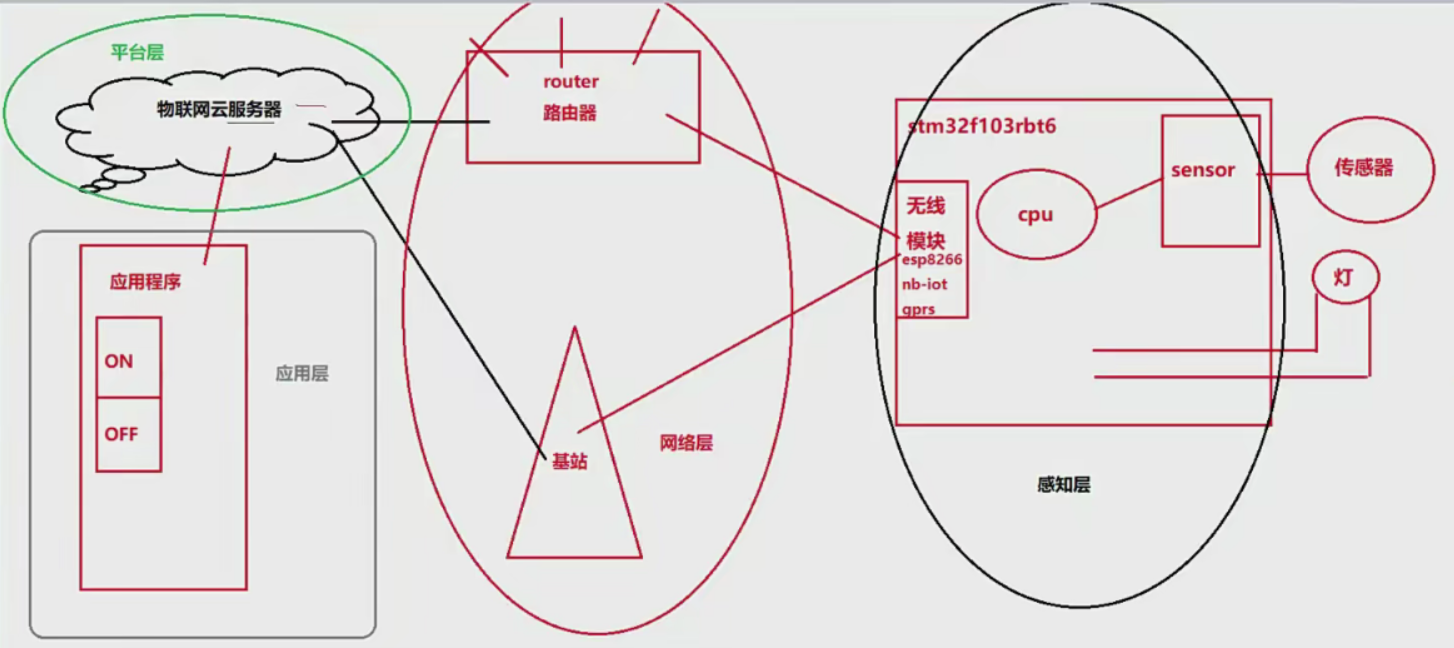 平台层
物联网云服务器
应用程序
ON
OFF
应用层
router
路由器
基站
网络层
stm32f103rbt6
无线
模块
esp8266
nb-iot
gprs
cpu
sensor
传感器
灯
感知层